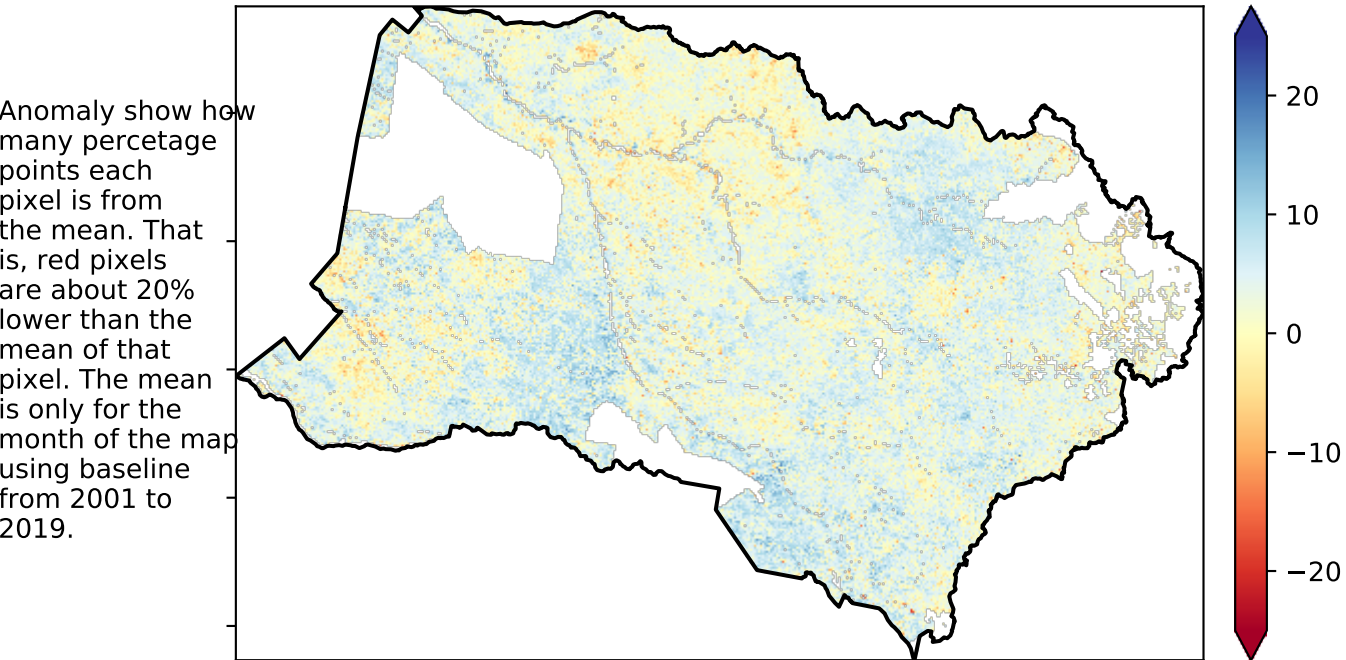 Anomaly show how
many percetage
points each
pixel is from
the mean. That
is, red pixels
are about 20%
lower than the
mean of that
pixel. The mean
is only for the
month of the map
using baseline
from 2001 to
2019.
20
10
0
−10
−20